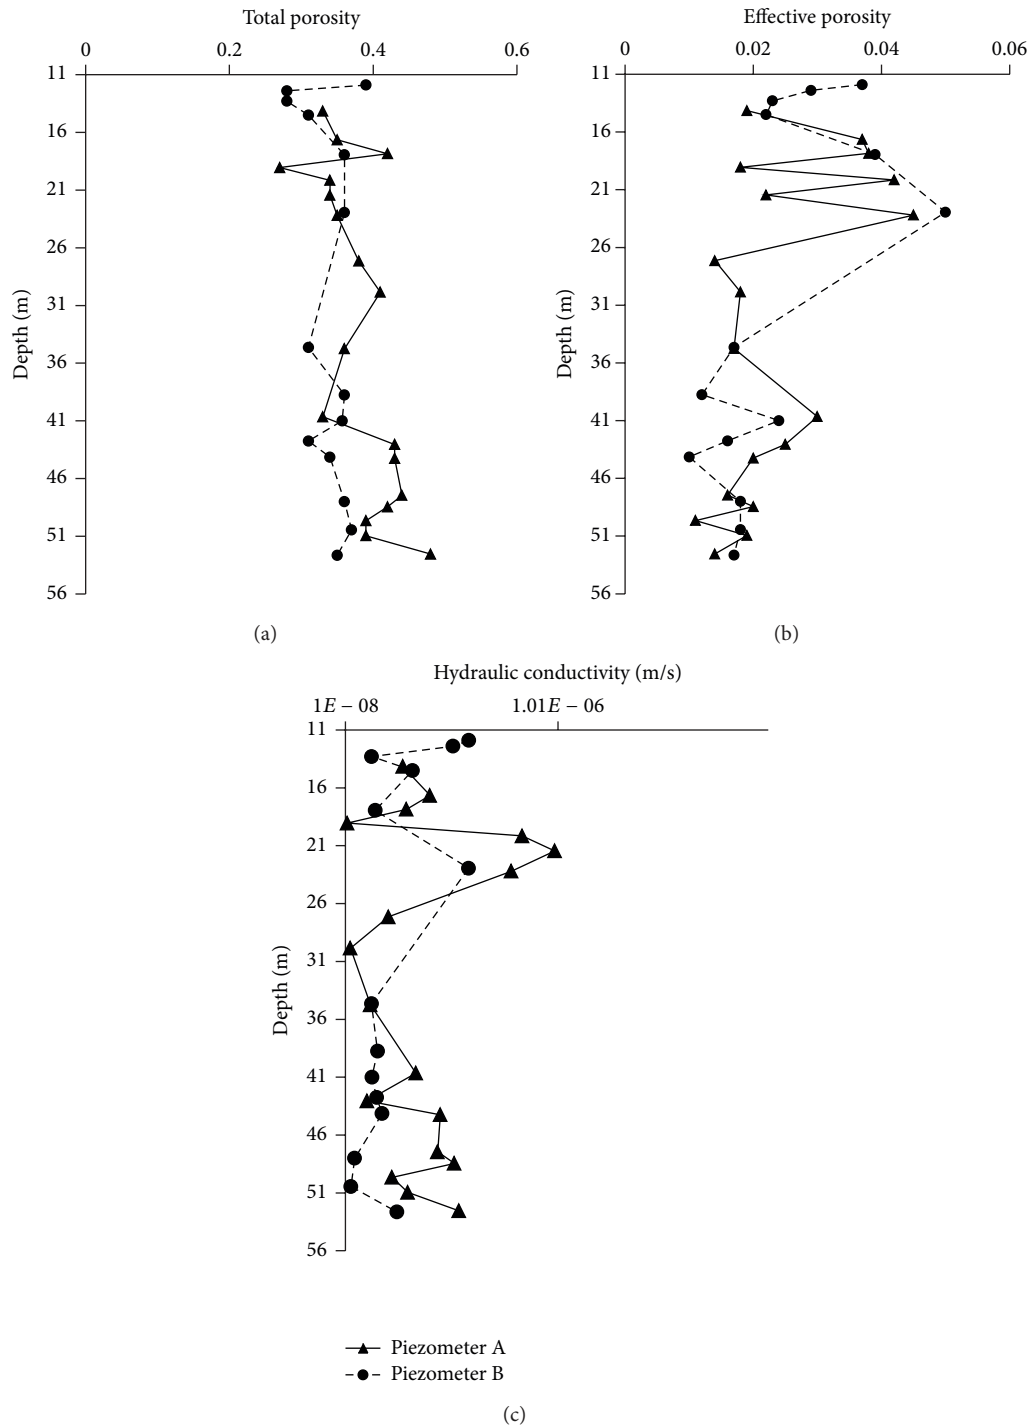 Total porosity
0 0.2 0.4 0.6
11
16
21
26
31
36
41
46
51
56
Depth (m)
(a)
Effective porosity
0 0.02 0.04 0.06
11
16
21
26
31
36
41
46
51
56
Depth (m)
(b)
Hydraulic conductivity (m/s)
1E − 08 1.01E − 06
11
16
21
26
31
36
41
46
51
56
Depth (m)
Piezometer A
Piezometer B
(c)